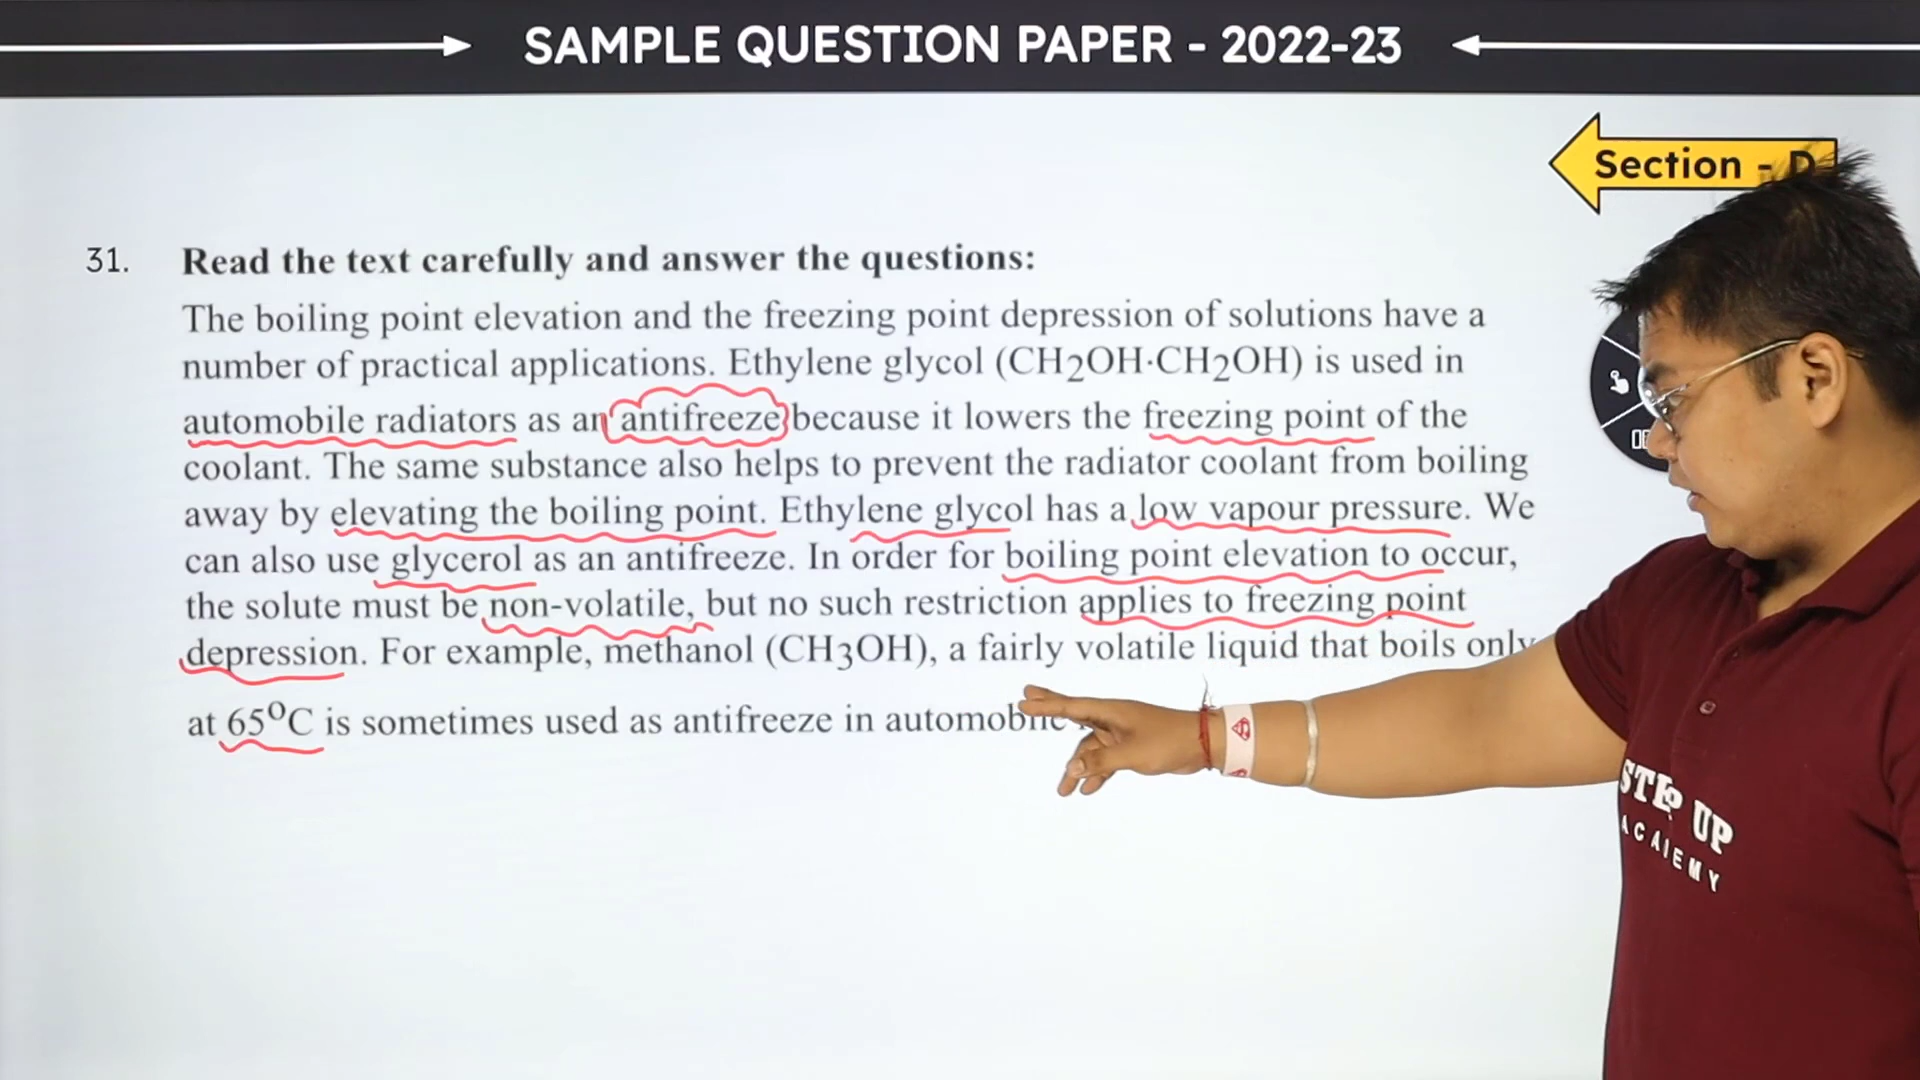 SAMPLE QUESTION PAPER - 2022-23
Section - D
31. Read the text carefully and answer the questions:
The boiling point elevation and the freezing point depression of solutions have a
number of practical applications. Ethylene glycol (CH2OH·CH2OH) is used in
automobile radiators as an antifreeze because it lowers the freezing point of the
coolant. The same substance also helps to prevent the radiator coolant from boiling
away by elevating the boiling point. Ethylene glycol has a low vapour pressure. We
can also use glycerol as an antifreeze. In order for boiling point elevation to occur,
the solute must be non-volatile, but no such restriction applies to freezing point
depression. For example, methanol (CH3OH), a fairly volatile liquid that boils only
at 65⁰C is sometimes used as antifreeze in automobile
STEP UP
ACADEMY